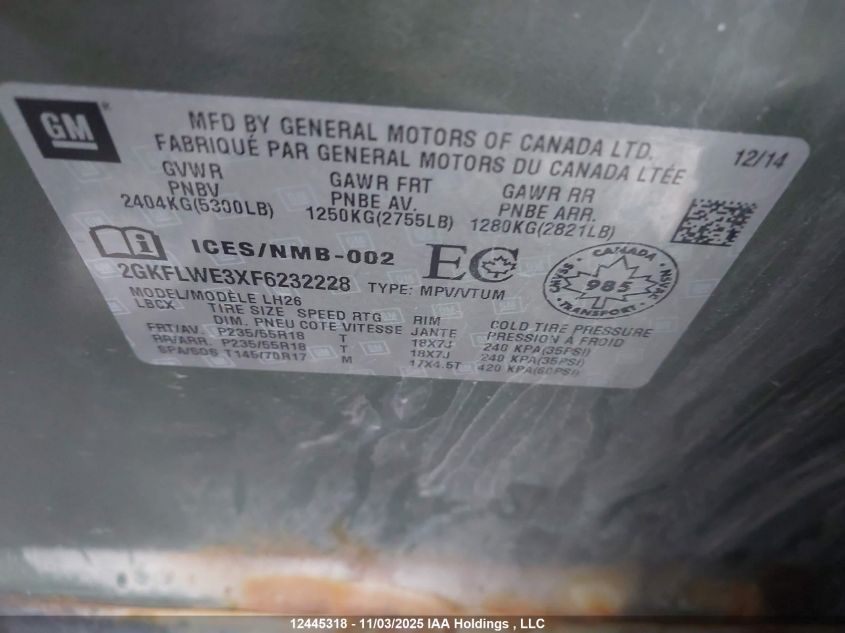 GM
MFD BY GENERAL MOTORS OF CANADA LTD.
FABRIQUÉ PAR GENERAL MOTORS DU CANADA LTÉE
12/14
GVWR GAWR FRT GAWR RR
PNBV PNBE AV. PNBE ARR.
2404KG(5300LB) 1250KG(2755LB) 1280KG(2821LB)
ICES/NMB-002 EC
2GKFLWE3XF6232228 TYPE: MPV/VTUM
CANADA
985
TRANSPORT
MODEL/MODÈLE LH26
LBCX TIRE SIZE SPEED RTG RIM COLD TIRE PRESSURE
DIM. PNEU COTE VITESSE JANTE PRESSION A FROID
FRT/AV. P235/55R18 T 18X7J 240 KPA(35PSI)
RR/ARR. P235/55R18 T 18X7J 240 KPA(35PSI)
SPA/SDS T145/70R17 M 17X4.5T 420 KPA(60PSI)
12445318 - 11/03/2025 IAA Holdings , LLC